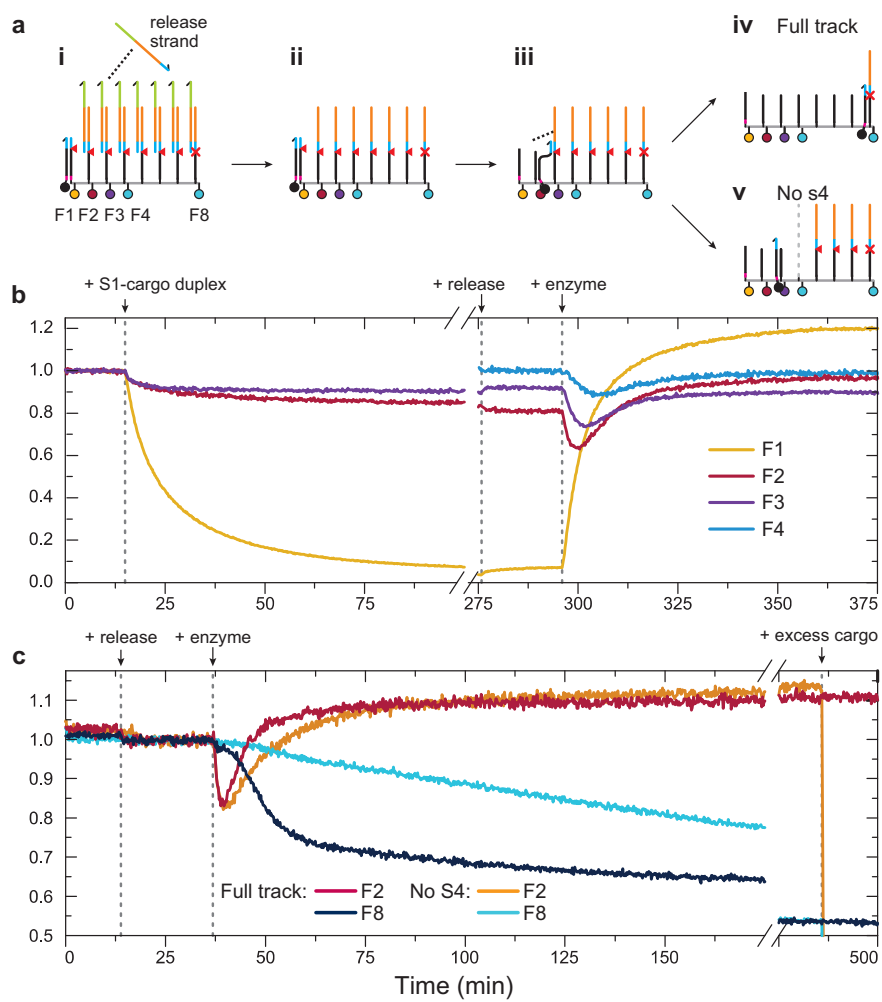 a
release
strand
i
ii
iii
iv Full track
F1 F2 F3 F4 F8
v No s4
b
+ S1-cargo duplex
+ release
+ enzyme
1.2
1.0
0.8
0.6
0.4
0.2
0.0
F1
F2
F3
F4
0 25 50 75 275 300 325 350 375
+ release
+ enzyme
+ excess cargo
c
1.1
1.0
0.9
0.8
0.7
0.6
0.5
Full track: F2 No S4: F2
F8 F8
0 25 50 75 100 125 150 175 500
Time (min)